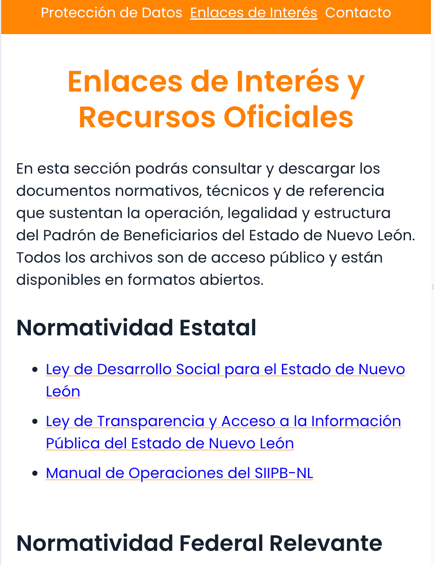 Protección de Datos Enlaces de Interés Contacto
Enlaces de Interés y
Recursos Oficiales
En esta sección podrás consultar y descargar los
documentos normativos, técnicos y de referencia
que sustentan la operación, legalidad y estructura
del Padrón de Beneficiarios del Estado de Nuevo León.
Todos los archivos son de acceso público y están
disponibles en formatos abiertos.
Normatividad Estatal
• Ley de Desarrollo Social para el Estado de Nuevo
León
• Ley de Transparencia y Acceso a la Información
Pública del Estado de Nuevo León
• Manual de Operaciones del SIIPB-NL
Normatividad Federal Relevante